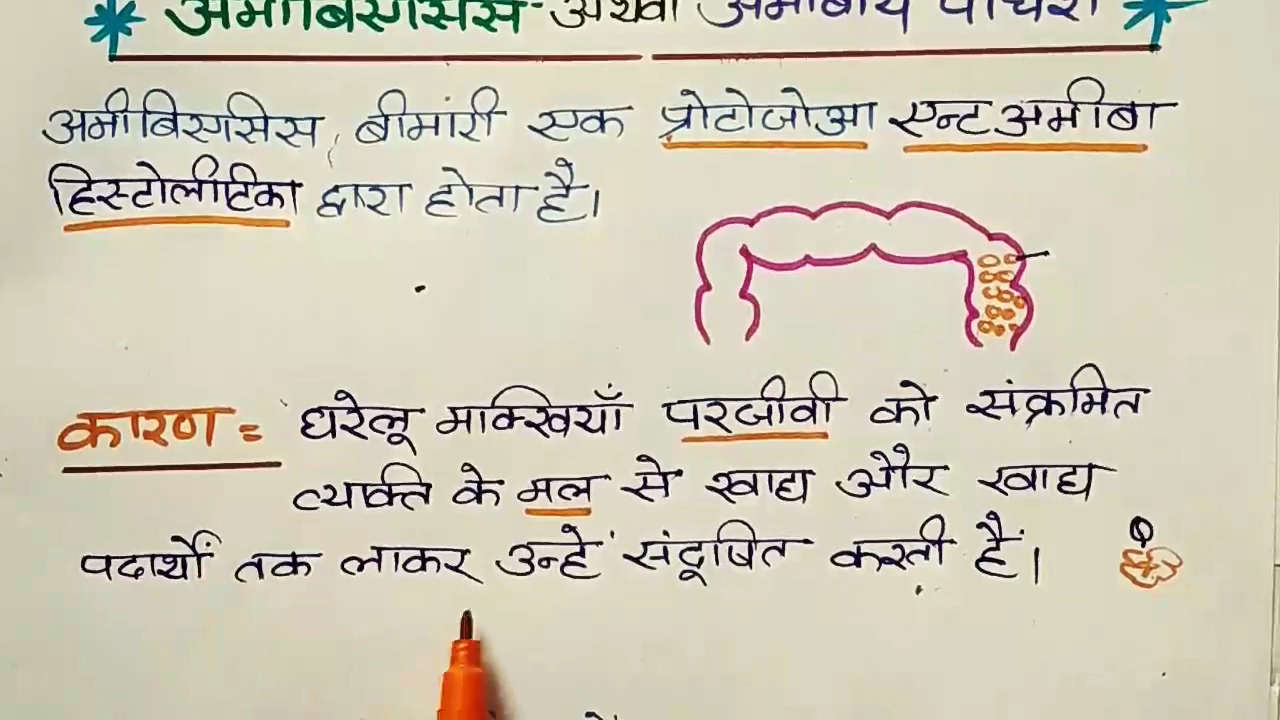 अमीबिएसिस अथवा अमीबीय
अमीबिएसिस, बीमांरी एक प्रोटोजोआ एन्ट अमीबा
हिस्टोलीटिका द्वारा होता है।
कारण = घरेलू मक्खियाँ परजीवी को संक्रमित
व्यक्ति के मल से खाद्य और खाद्य
पदार्थों तक लाकर उन्हें संदूषित करती है।